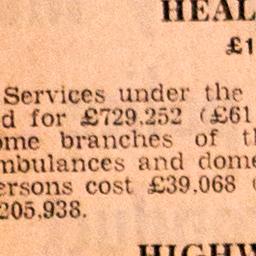 HEAL
£1
Services under the
d for £729,252 (£61
ome branches of th
mbulances and dome
ersons cost £39,068
205,938.
HIGHW